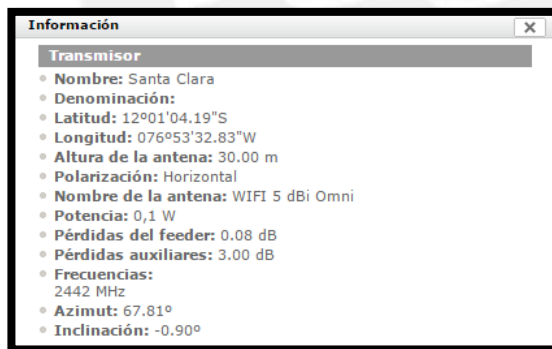 Información
Transmisor
Nombre: Santa Clara
Denominación:
Latitud: 12º01'04.19"S
Longitud: 076º53'32.83"W
Altura de la antena: 30.00 m
Polarización: Horizontal
Nombre de la antena: WIFI 5 dBi Omni
Potencia: 0,1 W
Pérdidas del feeder: 0.08 dB
Pérdidas auxiliares: 3.00 dB
Frecuencias:
2442 MHz
Azimut: 67.81º
Inclinación: -0.90º